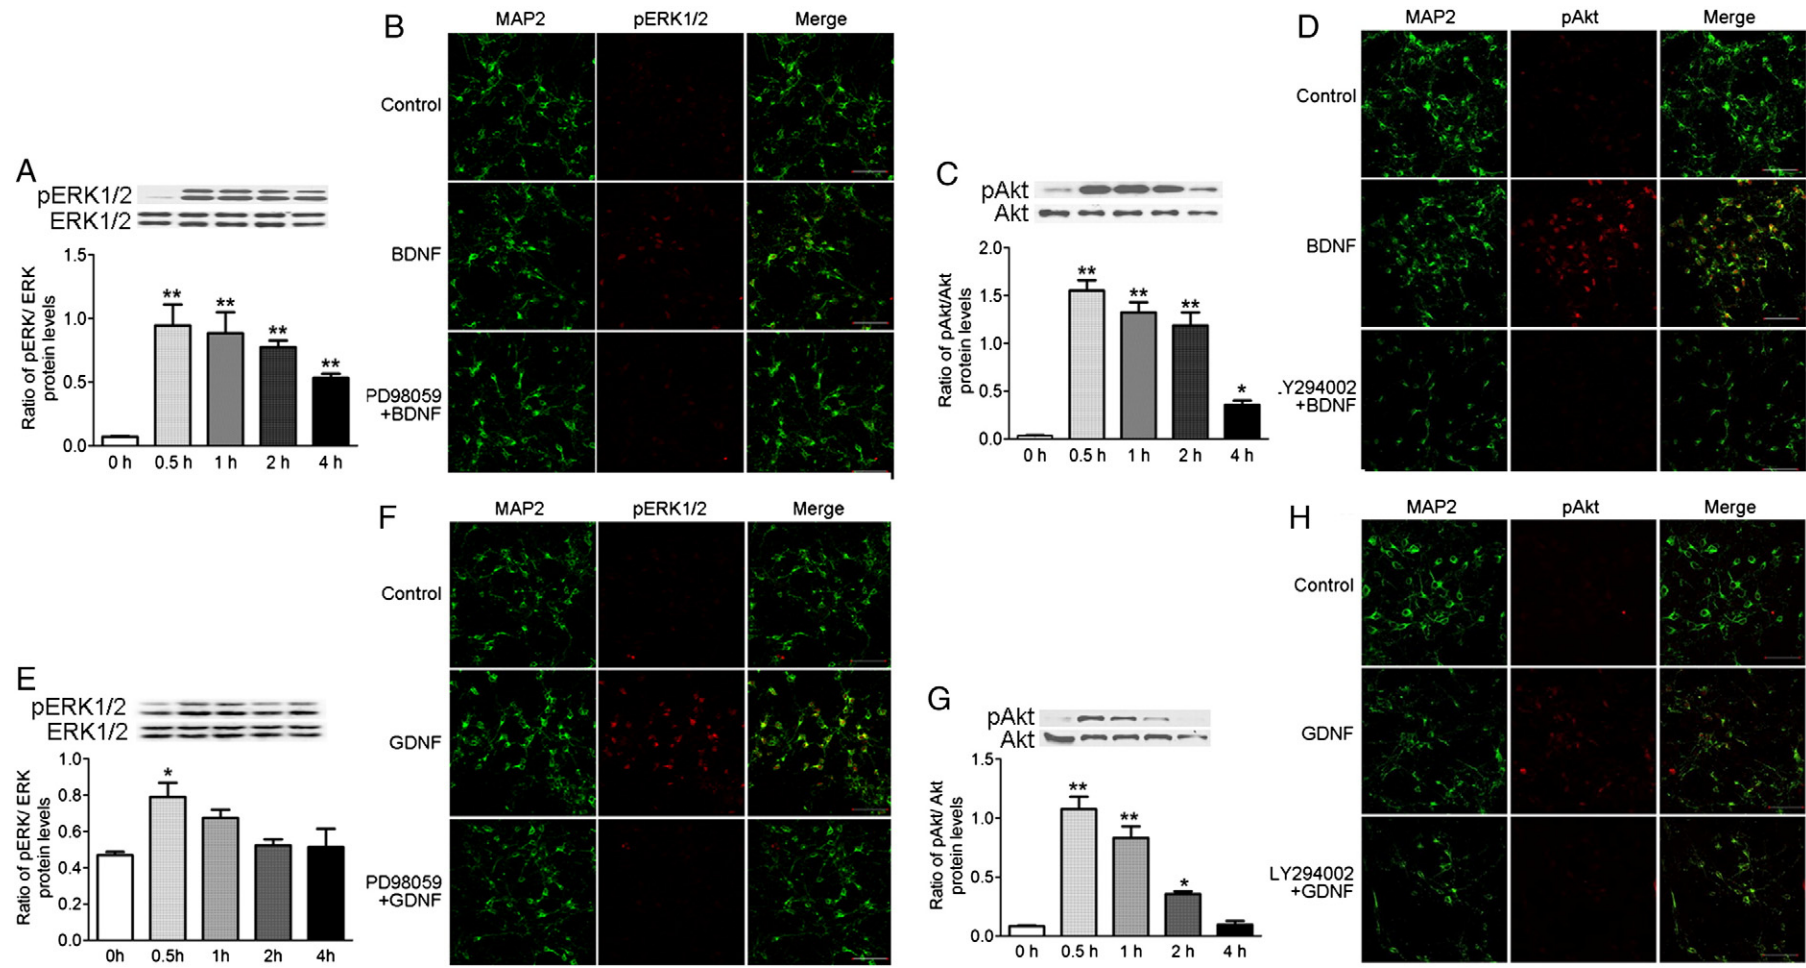 A
pERK1/2
ERK1/2
Ratio of pERK/ ERK
protein levels
1.5
1.0
0.5
0.0
** ** ** **
0 h 0.5 h 1 h 2 h 4 h
B
MAP2 pERK1/2 Merge
Control
BDNF
PD98059
+BDNF
C
pAkt
Akt
Ratio of pAkt/Akt
protein levels
2.0
1.5
1.0
0.5
0.0
** ** ** *
0 h 0.5 h 1 h 2 h 4 h
D
MAP2 pAkt Merge
Control
BDNF
.Y294002
+BDNF
E
pERK1/2
ERK1/2
Ratio of pERK/ ERK
protein levels
1.0
0.8
0.6
0.4
0.2
0.0
*
0h 0.5h 1h 2h 4h
F
MAP2 pERK1/2 Merge
Control
GDNF
PD98059
+GDNF
G
pAkt
Akt
Ratio of pAkt/ Akt
protein levels
1.5
1.0
0.5
0.0
** ** *
0 h 0.5 h 1 h 2 h 4 h
H
MAP2 pAkt Merge
Control
GDNF
LY294002
+GDNF